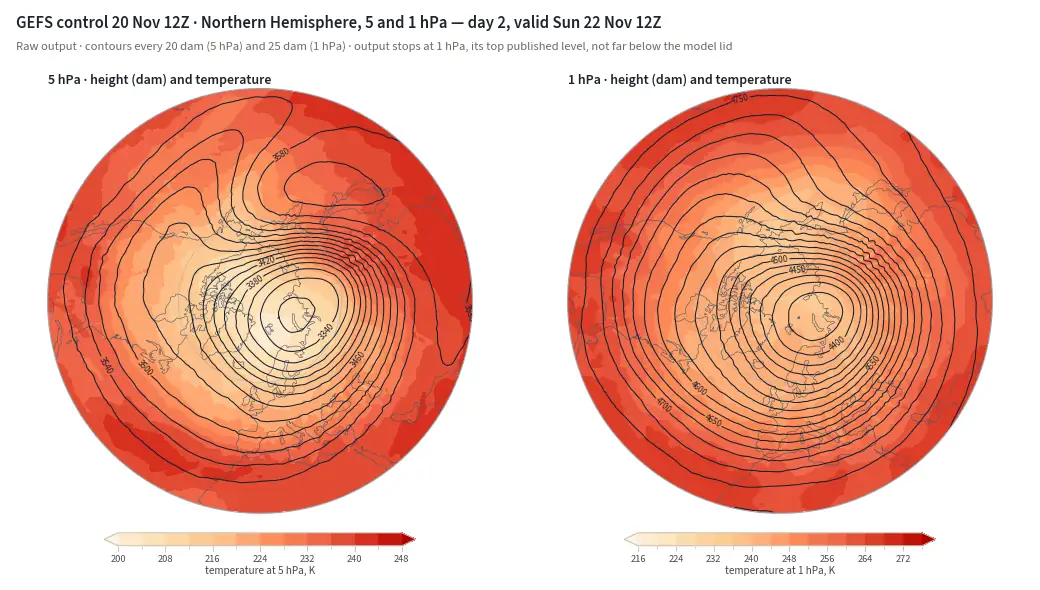 GEFS control 20 Nov 12Z · Northern Hemisphere, 5 and 1 hPa — day 2, valid Sun 22 Nov 12Z
Raw output · contours every 20 dam (5 hPa) and 25 dam (1 hPa) · output stops at 1 hPa, its top published level, not far below the model lid
5 hPa · height (dam) and temperature
1 hPa · height (dam) and temperature
3580
3420
3380
3340
3460
3540
3500
4750
4500
4450
4400
4550
4600
4700
4650
200 208 216 224 232 240 248
temperature at 5 hPa, K
216 224 232 240 248 256 264 272
temperature at 1 hPa, K